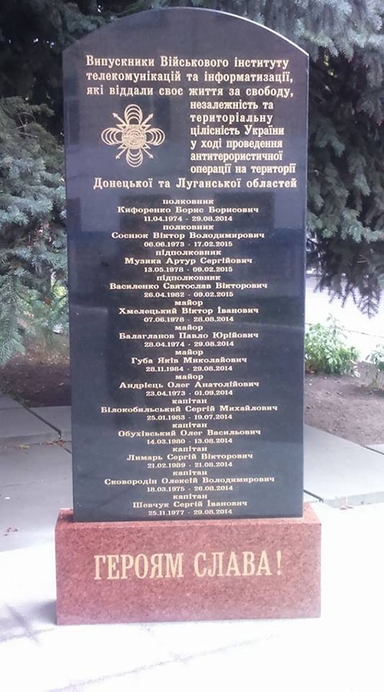 Випускники Військового інституту
телекомунікацій та інформатизації,
які віддали своє життя за свободу,
незалежність та
територіальну
цілісність України
у ході проведення
антитерористичної
операції на території
Донецької та Луганської областей
полковник
Кифоренко Борис Борисович
11.04.1974 - 29.08.2014
полковник
Соснюк Віктор Володимирович
06.06.1973 - 17.02.2015
підполковник
Музика Артур Сергійович
13.05.1978 - 09.02.2015
підполковник
Василенко Святослав Вікторович
26.04.1982 - 09.02.2015
майор
Хмелецький Віктор Іванович
07.06.1978 - 28.08.2014
майор
Балагланов Павло Юрійович
28.04.1974 - 29.08.2014
майор
Губа Яків Миколайович
28.11.1984 - 29.08.2014
майор
Андрієць Олег Анатолійович
23.04.1973 - 01.09.2014
капітан
Білокобильський Сергій Михайлович
25.01.1983 - 19.07.2014
капітан
Обухівський Олег Васильович
14.03.1980 - 13.08.2014
капітан
Лимарь Сергій Вікторович
21.02.1989 - 21.08.2014
капітан
Сковородін Олексій Володимирович
18.03.1975 - 26.08.2014
капітан
Шевчук Сергій Іванович
25.11.1977 - 29.08.2014
ГЕРОЯМ СЛАВА!